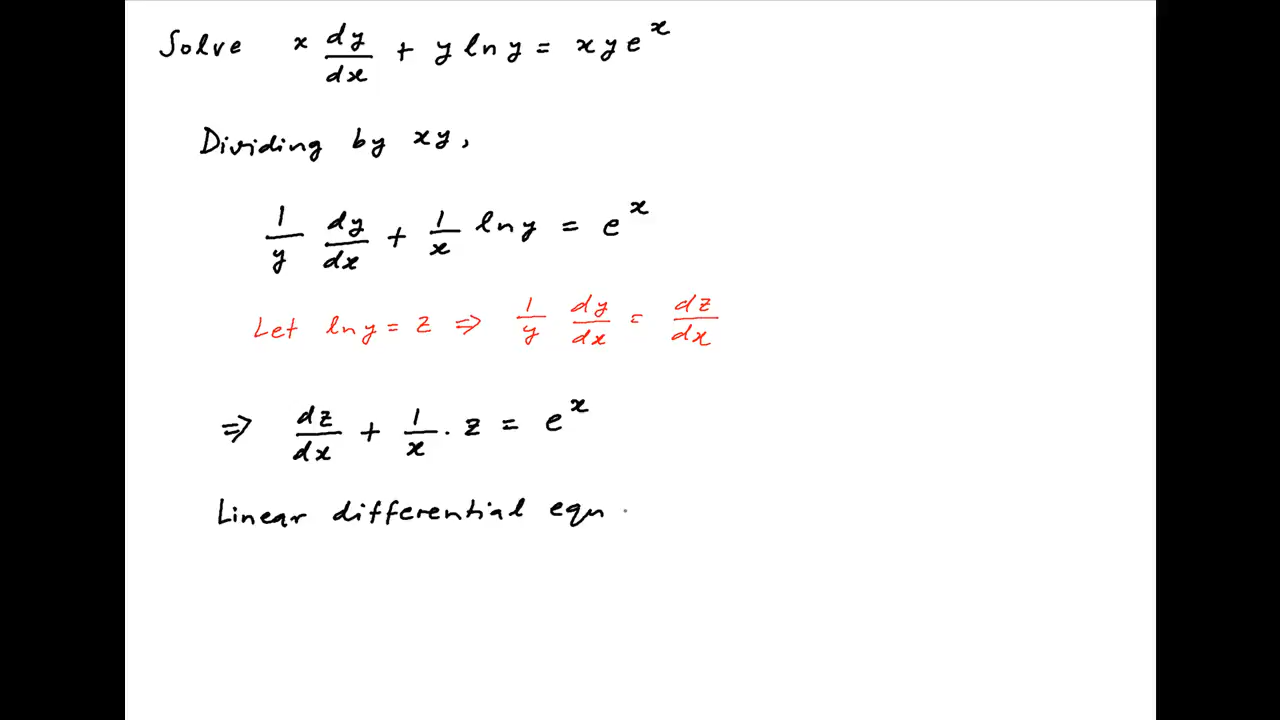 Solve x dy/dx + y ln y = x y e^x
Dividing by xy,
1/y dy/dx + 1/x ln y = e^x
Let ln y = z ⇒ 1/y dy/dx = dz/dx
⇒ dz/dx + 1/x · z = e^x
Linear differential equn